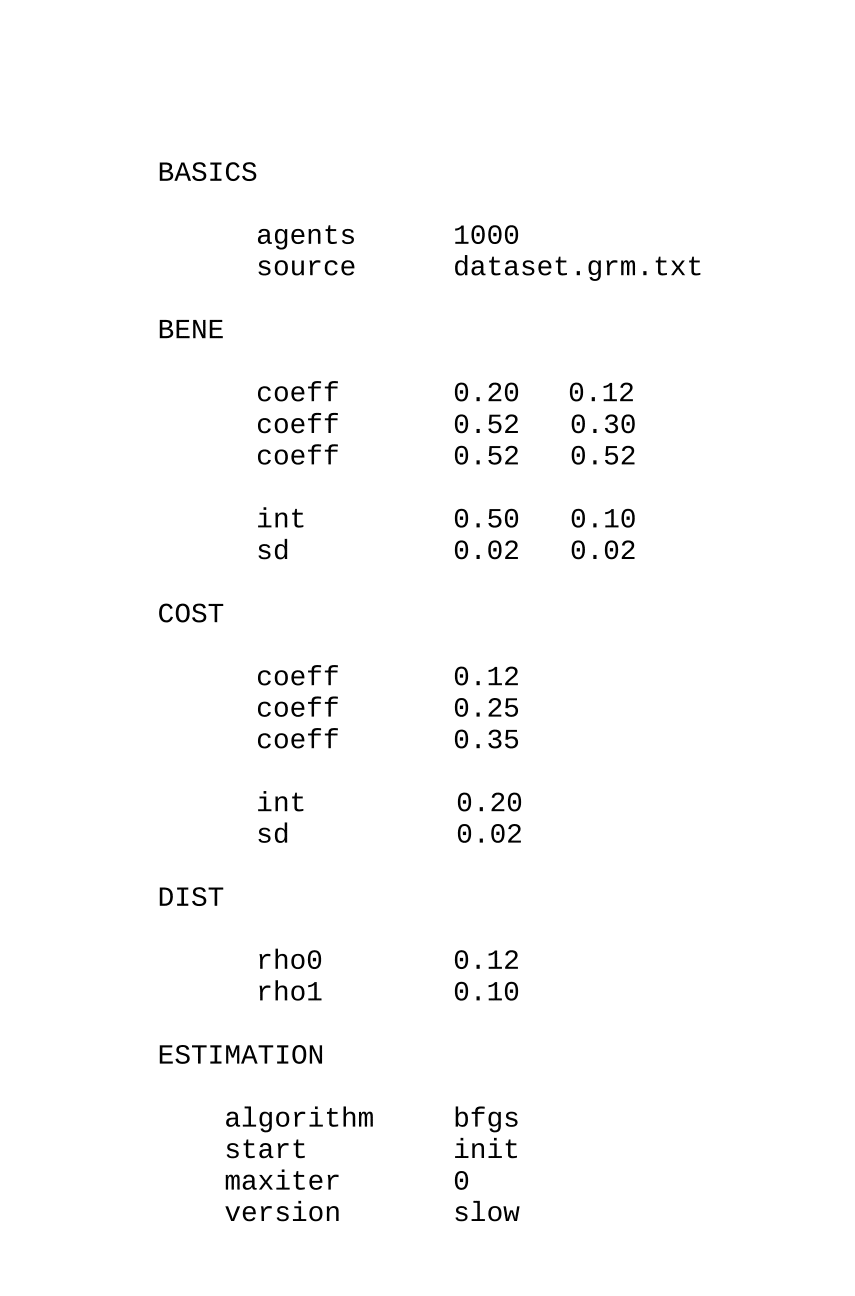 BASICS
agents 1000
source dataset.grm.txt
BENE
coeff 0.20 0.12
coeff 0.52 0.30
coeff 0.52 0.52
int 0.50 0.10
sd 0.02 0.02
COST
coeff 0.12
coeff 0.25
coeff 0.35
int 0.20
sd 0.02
DIST
rho0 0.12
rho1 0.10
ESTIMATION
algorithm bfgs
start init
maxiter 0
version slow